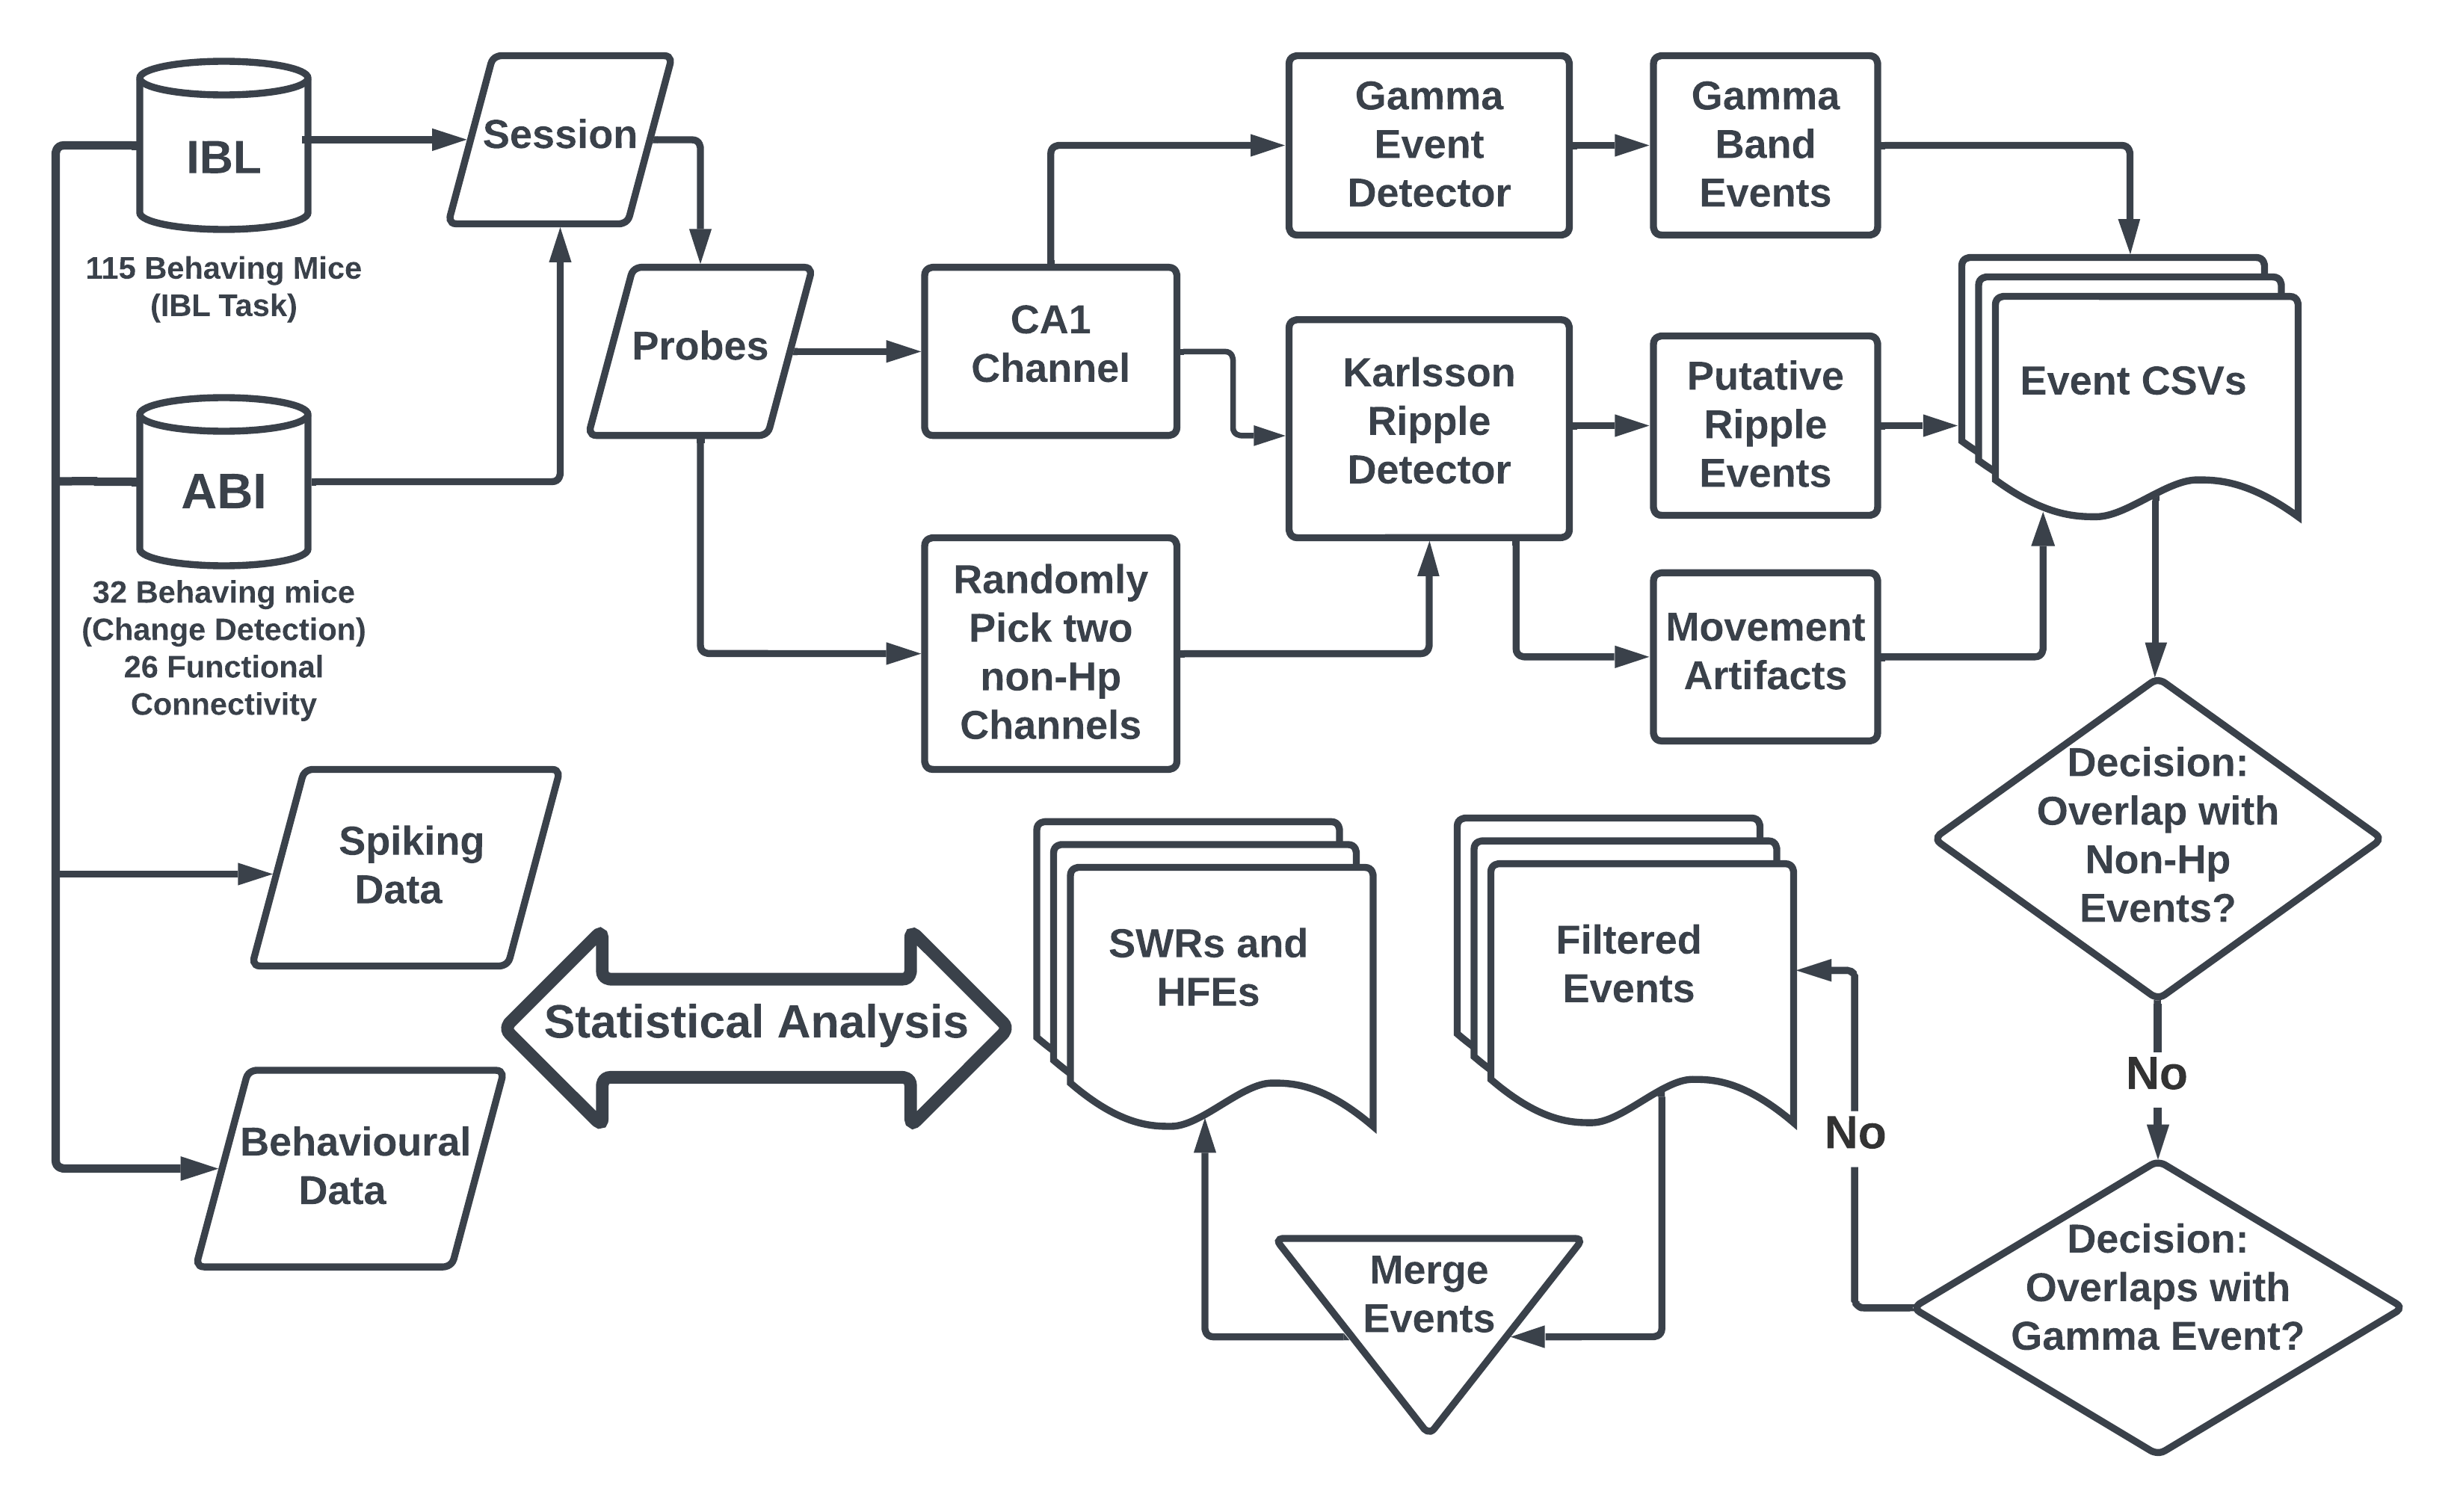 IBL
115 Behaving Mice
(IBL Task)
ABI
32 Behaving mice
(Change Detection)
26 Functional
Connectivity
Session
Probes
CA1
Channel
Randomly
Pick two
non-Hp
Channels
Gamma
Event
Detector
Karlsson
Ripple
Detector
Gamma
Band
Events
Putative
Ripple
Events
Movement
Artifacts
Event CSVs
Decision:
Overlap with
Non-Hp
Events?
No
Decision:
Overlaps with
Gamma Event?
No
Filtered
Events
Merge
Events
SWRs and
HFEs
Statistical Analysis
Spiking
Data
Behavioural
Data